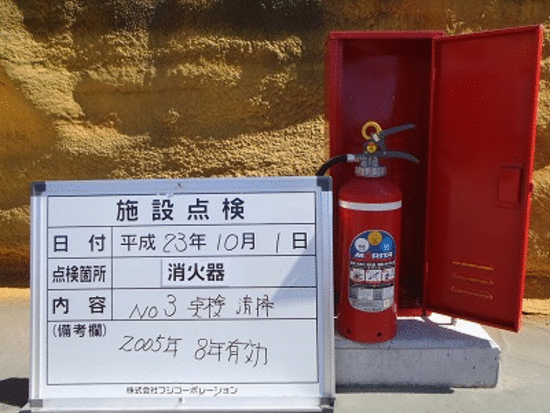 施設点検
日付 平成23年10月1日
点検箇所 消火器
内容 No3 点検 清掃
(備考欄) 2005年 8年有効
株式会社フジコーポレーション
MORITA